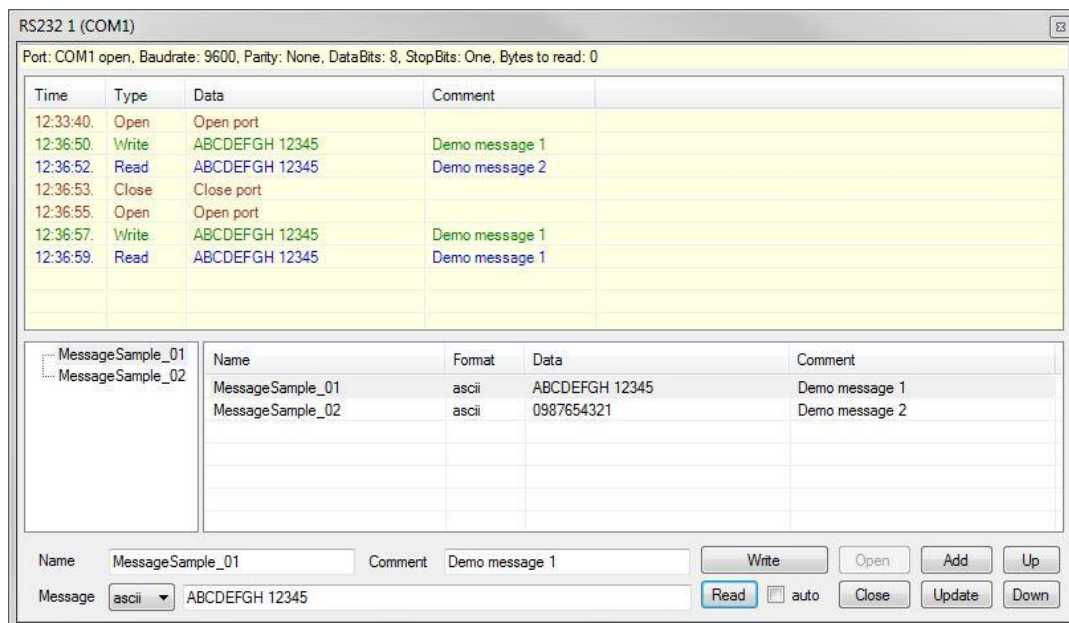 RS232 1 (COM1)
Port: COM1 open, Baudrate: 9600, Parity: None, DataBits: 8, StopBits: One, Bytes to read: 0
Time Type Data Comment
12:33:40. Open Open port
12:36:50. Write ABCDEFGH 12345 Demo message 1
12:36:52. Read ABCDEFGH 12345 Demo message 2
12:36:53. Close Close port
12:36:55. Open Open port
12:36:57. Write ABCDEFGH 12345 Demo message 1
12:36:59. Read ABCDEFGH 12345 Demo message 1
MessageSample_01
MessageSample_02
Name Format Data Comment
MessageSample_01 ascii ABCDEFGH 12345 Demo message 1
MessageSample_02 ascii 0987654321 Demo message 2
Name MessageSample_01 Comment Demo message 1 Write Open Add Up
Message ascii ABCDEFGH 12345 Read auto Close Update Down